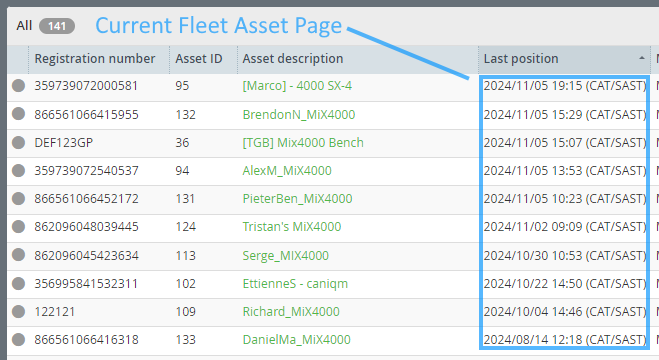 All 141 Current Fleet Asset Page
Registration number Asset ID Asset description Last position
359739072000581 95 [Marco] - 4000 SX-4 2024/11/05 19:15 (CAT/SAST)
866561066415955 132 BrendonN_MiX4000 2024/11/05 15:29 (CAT/SAST)
DEF123GP 36 [TGB] Mix4000 Bench 2024/11/05 15:07 (CAT/SAST)
359739072540537 94 AlexM_MiX4000 2024/11/05 13:53 (CAT/SAST)
866561066452172 131 PieterBen_MiX4000 2024/11/05 10:23 (CAT/SAST)
862096048039445 124 Tristan's MiX4000 2024/11/02 09:09 (CAT/SAST)
862096045423634 113 Serge_MIX4000 2024/10/30 10:53 (CAT/SAST)
356995841532311 102 EttienneS - caniqm 2024/10/22 14:50 (CAT/SAST)
122121 109 Richard_MiX4000 2024/10/04 14:46 (CAT/SAST)
866561066416318 133 DanielMa_MiX4000 2024/08/14 12:18 (CAT/SAST)